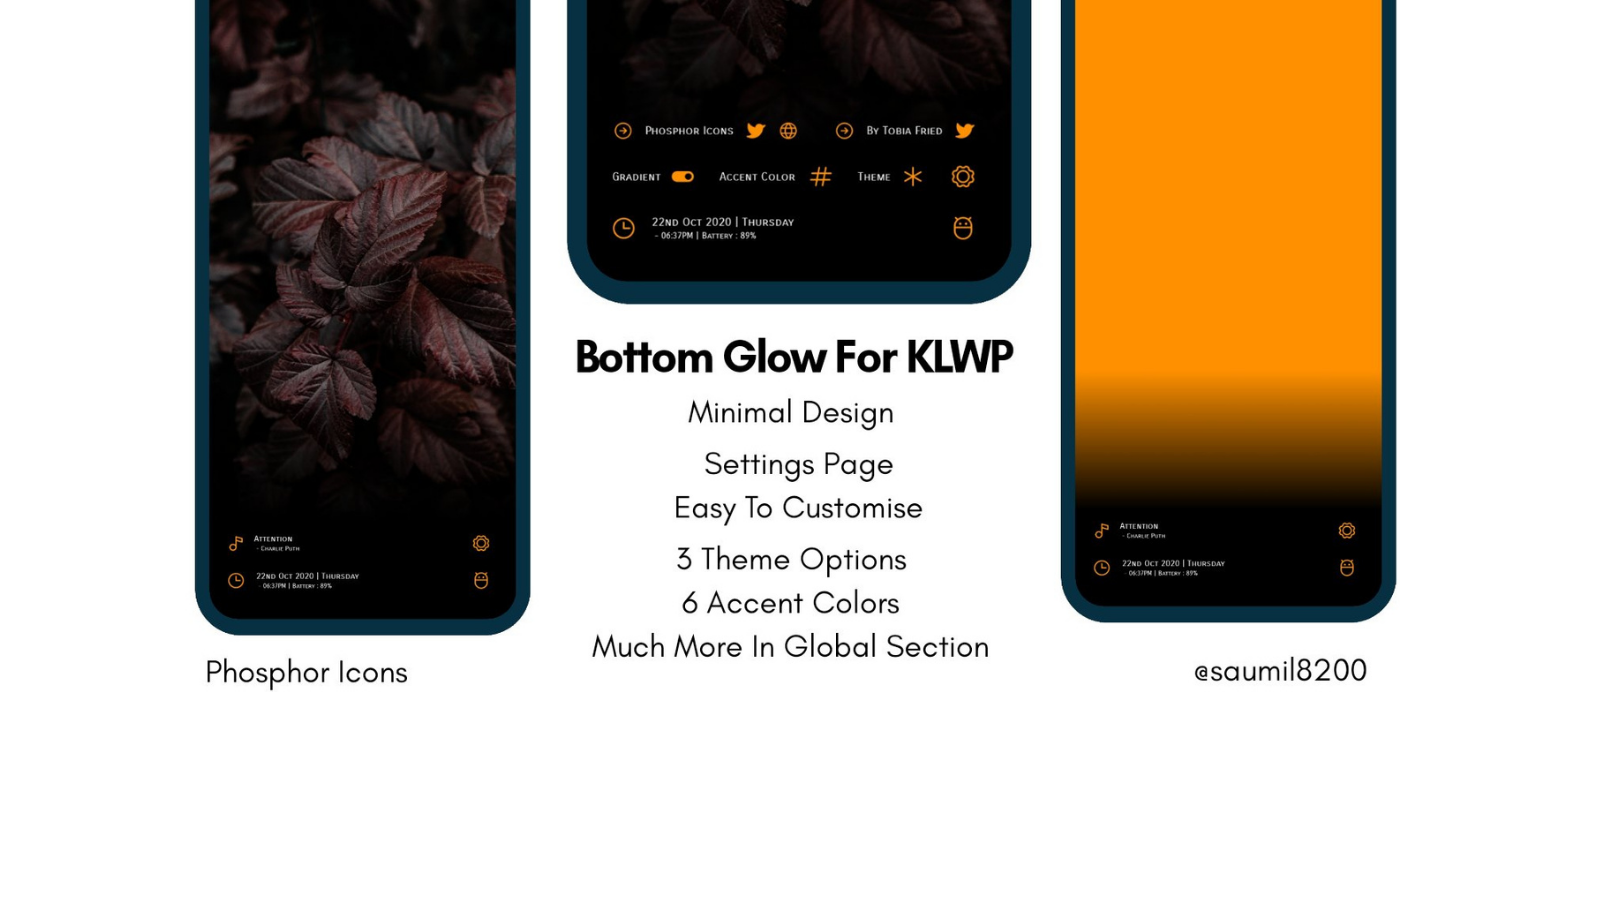 Phosphor Icons
By Tobia Fried
Gradient
Accent Color
Theme
22nd Oct 2020 | Thursday
- 06:37PM | Battery : 89%
Bottom Glow For KLWP
Minimal Design
Settings Page
Easy To Customise
3 Theme Options
6 Accent Colors
Much More In Global Section
Attention
- Charlie Puth
22nd Oct 2020 | Thursday
06:37PM | Battery : 89%
Phosphor Icons
Attention
- Charlie Puth
22nd Oct 2020 | Thursday
- 06:37PM | Battery : 89%
@saumil8200